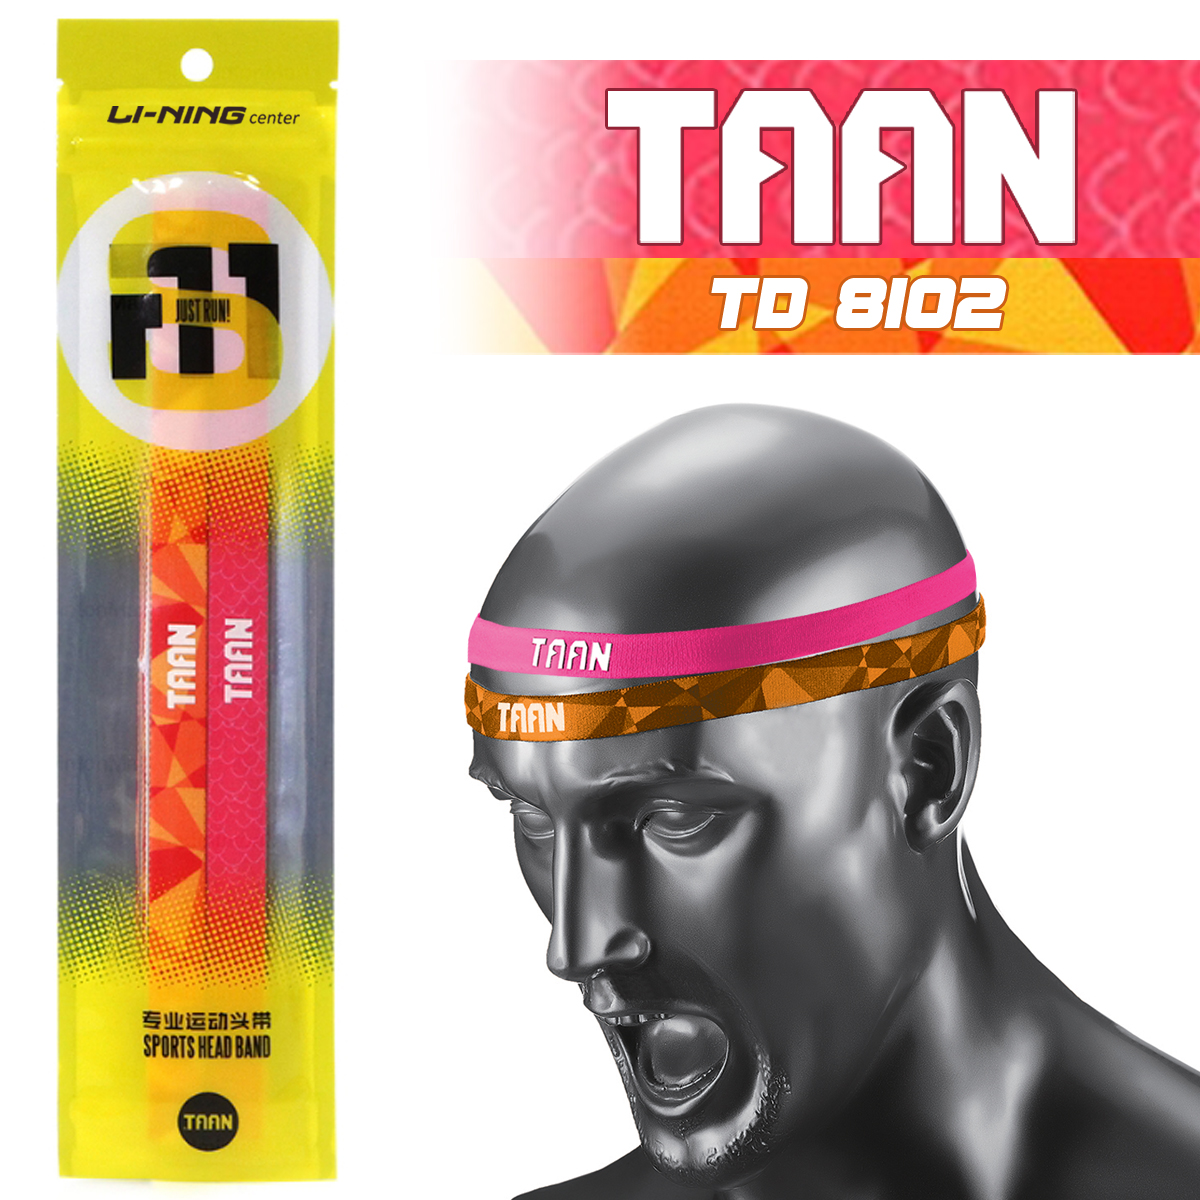 LI-NING center
JUST RUN!
TAAN
TAAN
专业运动头带
SPORTS HEAD BAND
TAAN
TAAN
TD 8102
TAAN
TAAN